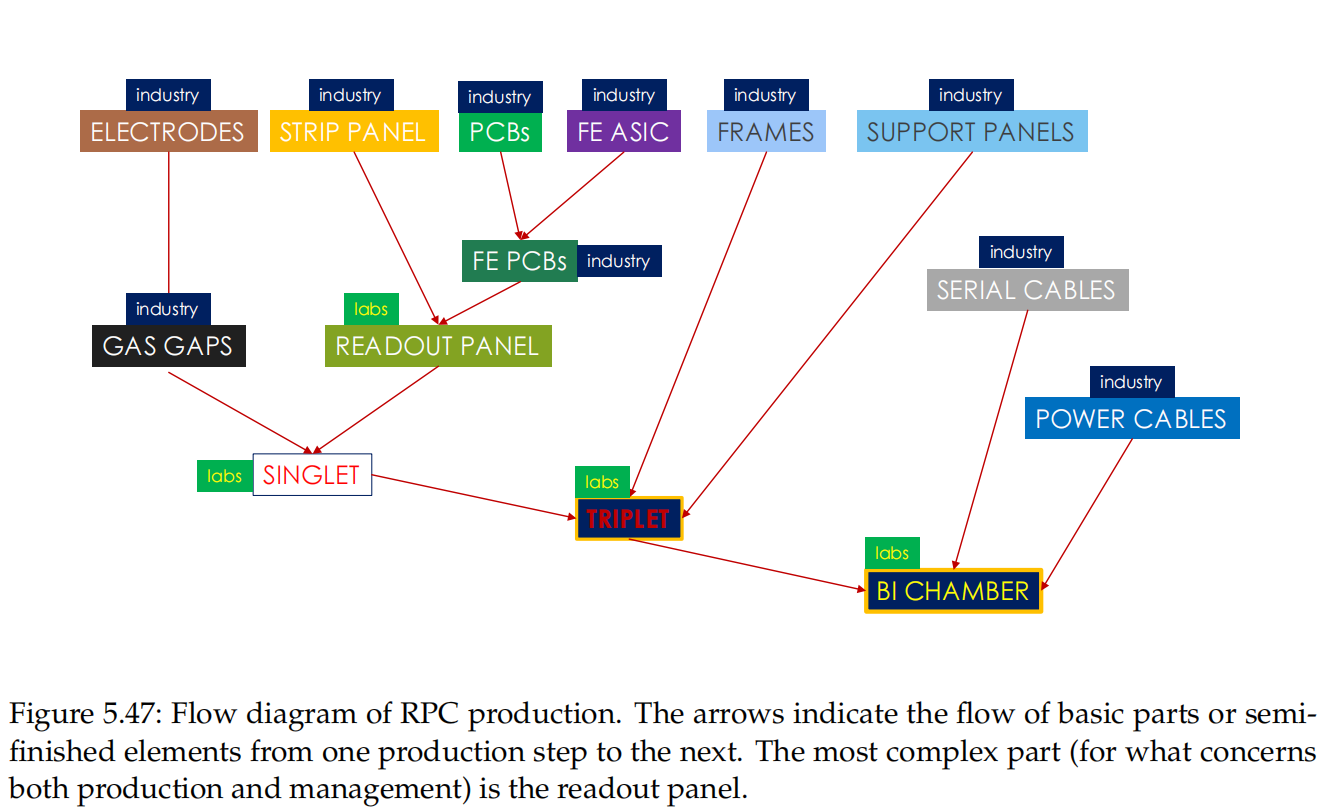 industry
ELECTRODES
industry
STRIP PANEL
industry
PCBs
industry
FE ASIC
industry
FRAMES
industry
SUPPORT PANELS
FE PCBs
industry
industry
SERIAL CABLES
industry
GAS GAPS
labs
READOUT PANEL
industry
POWER CABLES
labs
SINGLET
labs
TRIPLET
labs
BI CHAMBER
Figure 5.47: Flow diagram of RPC production. The arrows indicate the flow of basic parts or semi-
finished elements from one production step to the next. The most complex part (for what concerns
both production and management) is the readout panel.